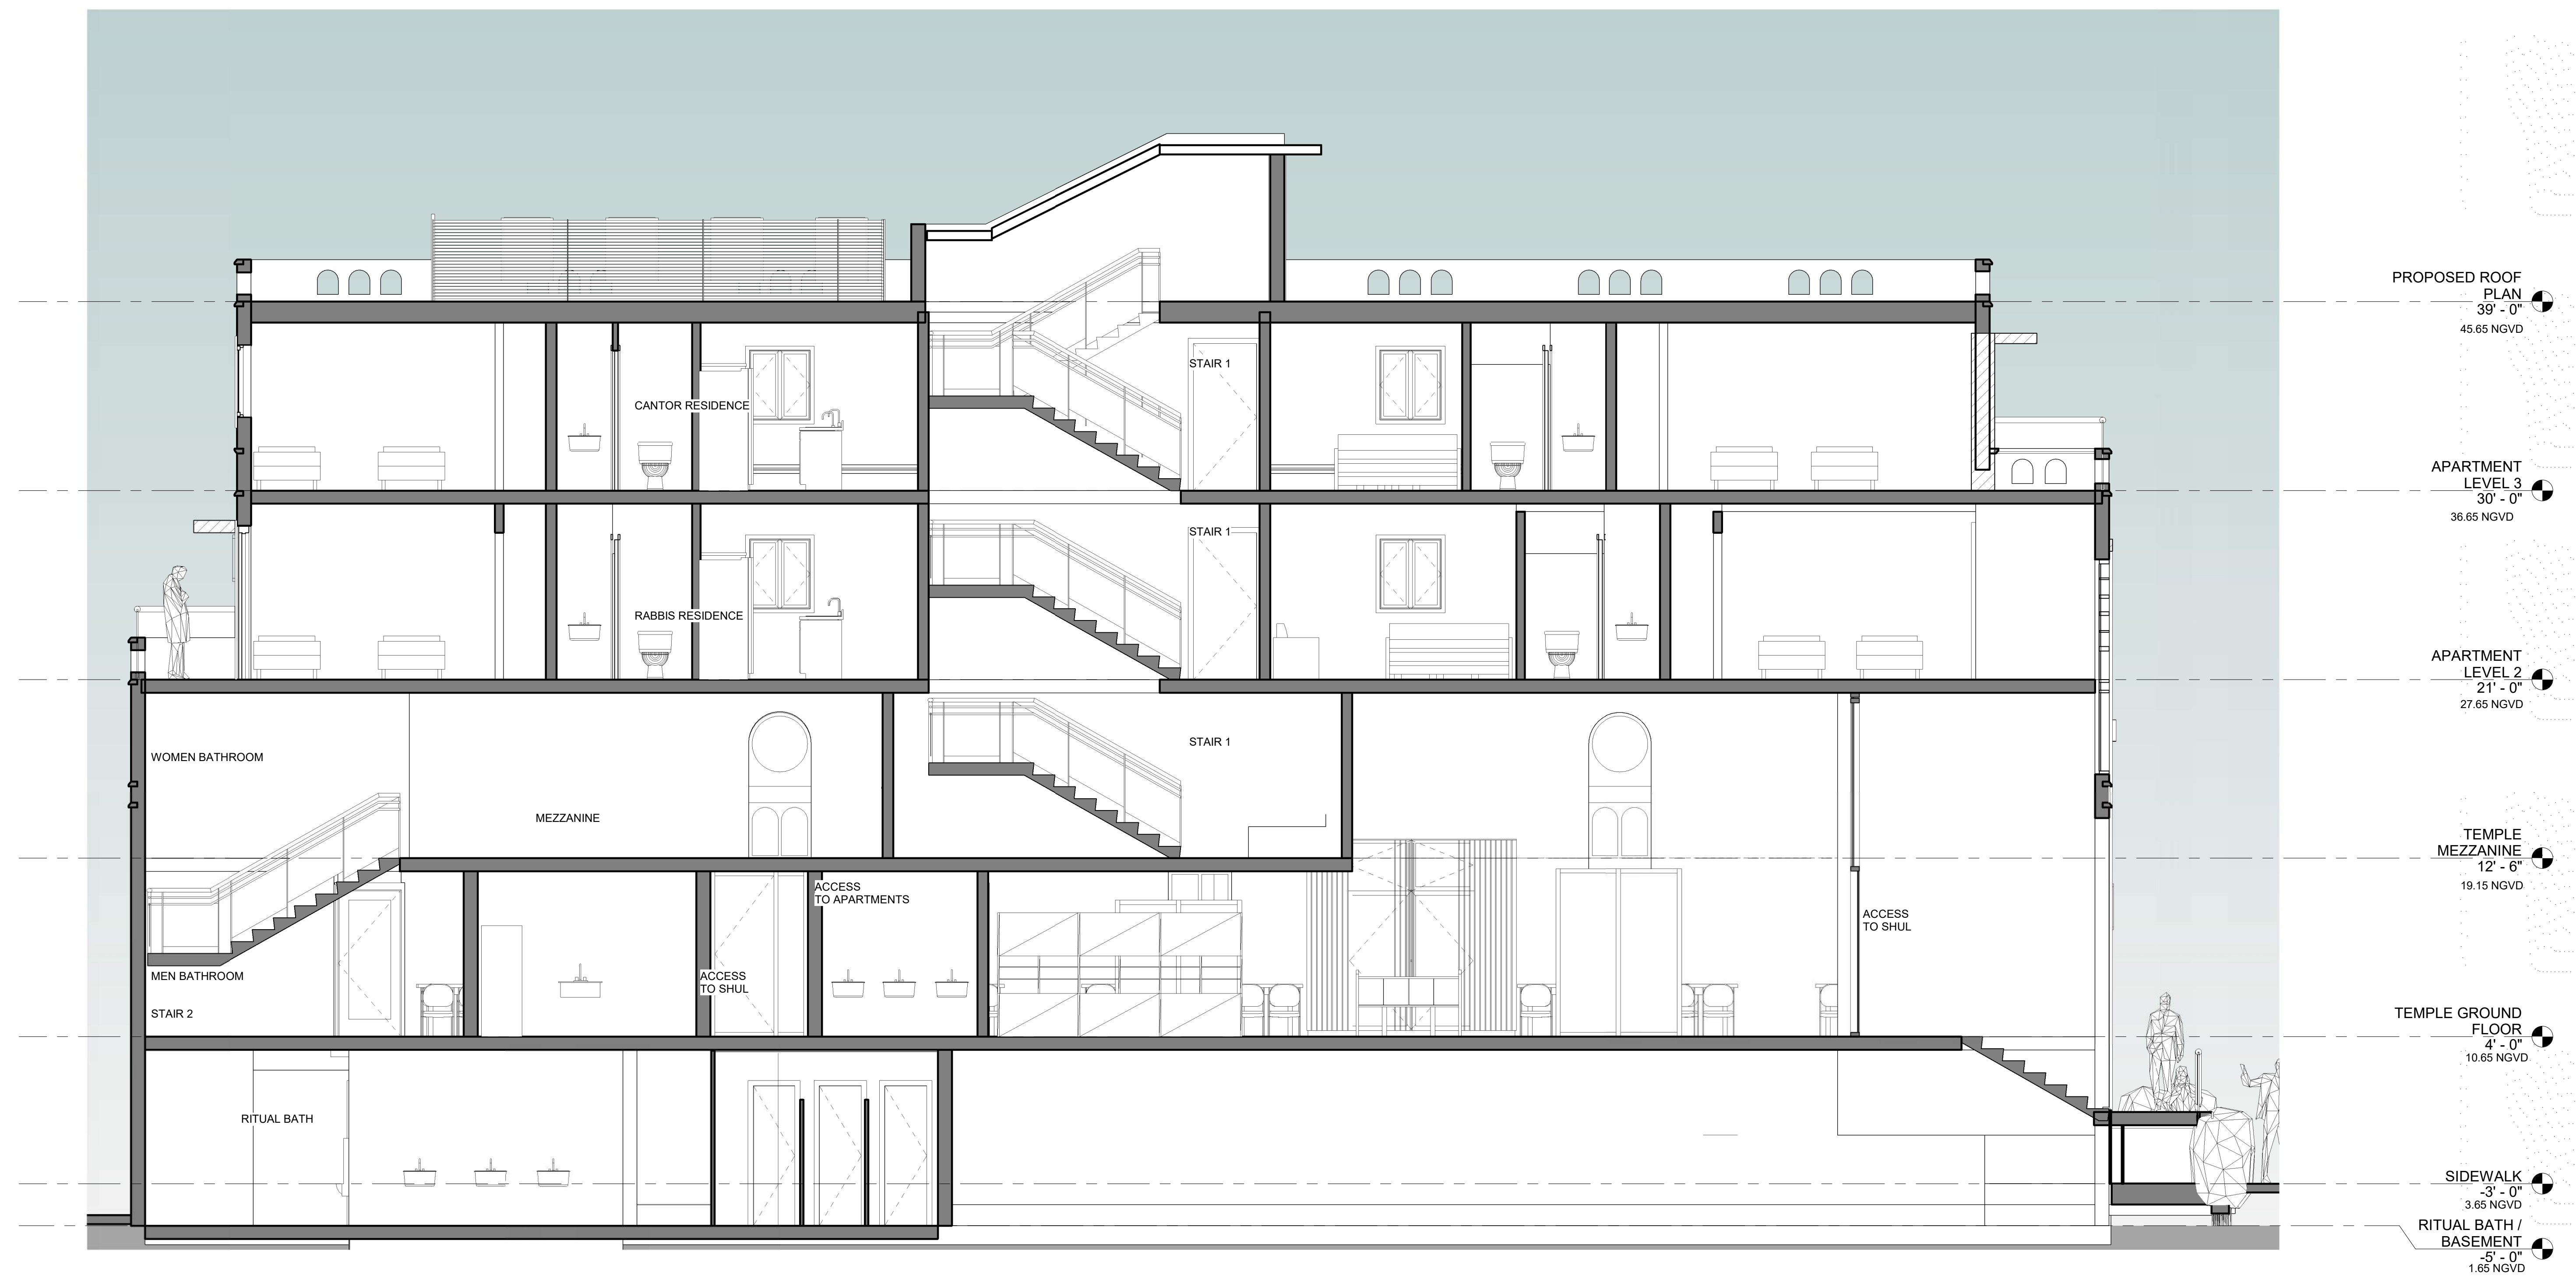 PROPOSED ROOF
PLAN
39' - 0"
45.65 NGVD
STAIR 1
CANTOR RESIDENCE
APARTMENT
LEVEL 3
30' - 0"
36.65 NGVD
STAIR 1
RABBIS RESIDENCE
APARTMENT
LEVEL 2
21' - 0"
27.65 NGVD
STAIR 1
WOMEN BATHROOM
MEZZANINE
TEMPLE
MEZZANINE
12' - 6"
19.15 NGVD
ACCESS
TO APARTMENTS
ACCESS
TO SHUL
MEN BATHROOM
ACCESS
TO SHUL
STAIR 2
TEMPLE GROUND
FLOOR
4' - 0"
10.65 NGVD
RITUAL BATH
SIDEWALK
-3' - 0"
3.65 NGVD
RITUAL BATH /
BASEMENT
-5' - 0"
1.65 NGVD